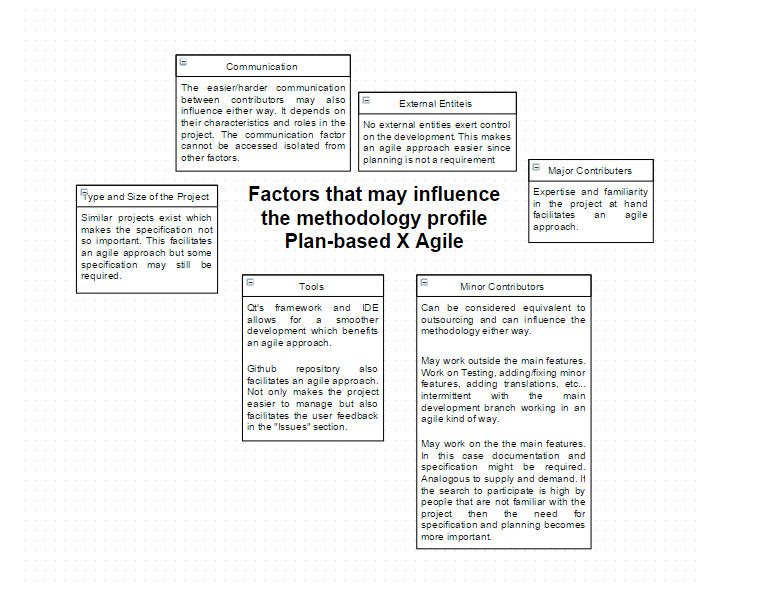 Communication
The easier/harder communication
between contributors may also
influence either way. It depends on
their characteristics and roles in the
project. The communication factor
cannot be accessed isolated from
other factors.
External Entiteis
No external entities exert control
on the development. This makes
an agile approach easier since
planning is not a requirement
Major Contributers
Expertise and familiarity
in the project at hand
facilitates an agile
approach.
Type and Size of the Project
Similar projects exist which
makes the specification not
so important. This facilitates
an agile approach but some
specification may still be
required.
Factors that may influence
the methodology profile
Plan-based X Agile
Tools
Qt's framework and IDE
allows for a smoother
development which benefits
an agile approach.
Github repository also
facilitates an agile approach.
Not only makes the project
easier to manage but also
facilitates the user feedback
in the "Issues" section.
Minor Contributors
Can be considered equivalent to
outsourcing and can influence the
methodology either way.
May work outside the main features.
Work on Testing, adding/fixing minor
features, adding translations, etc...
intermittent with the main
development branch working in an
agile kind of way.
May work on the the main features.
In this case documentation and
specification might be required.
Analogous to supply and demand. If
the search to participate is high by
people that are not familiar with the
project then the need for
specification and planning becomes
more important.